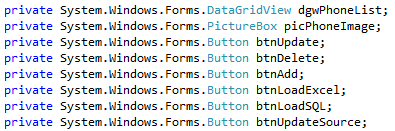 private System.Windows.Forms.DataGridView dgwPhoneList;
private System.Windows.Forms.PictureBox picPhoneImage;
private System.Windows.Forms.Button btnUpdate;
private System.Windows.Forms.Button btnDelete;
private System.Windows.Forms.Button btnAdd;
private System.Windows.Forms.Button btnLoadExcel;
private System.Windows.Forms.Button btnLoadSQL;
private System.Windows.Forms.Button btnUpdateSource;